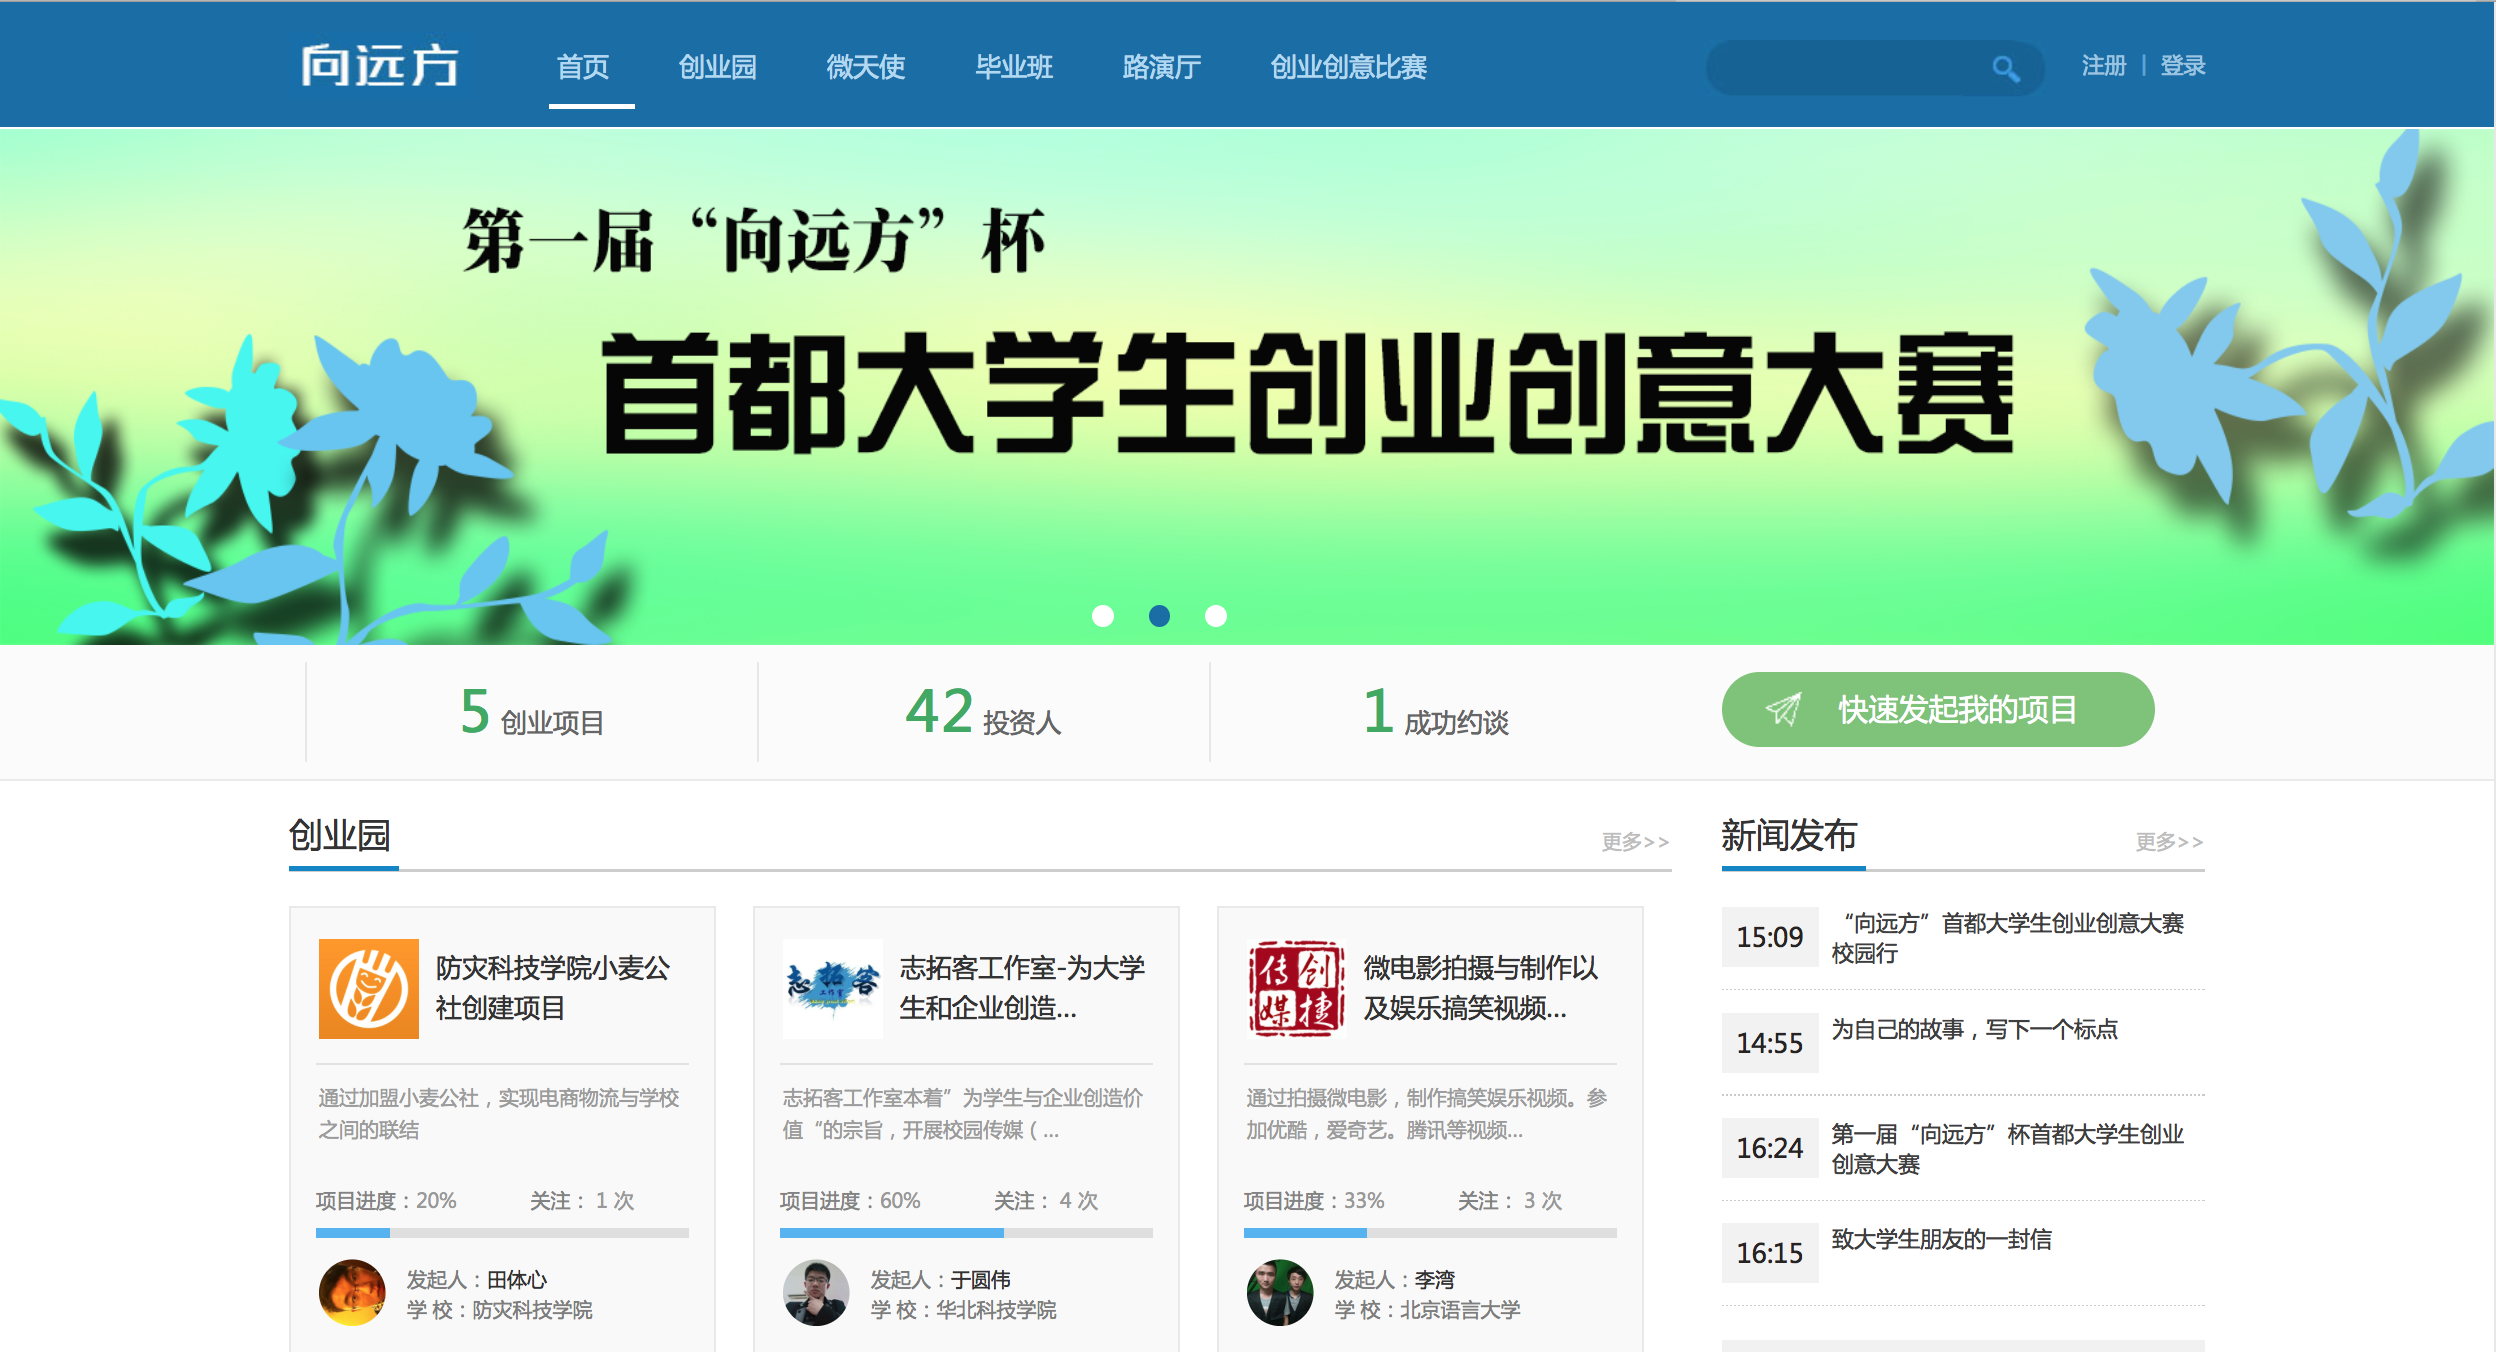 向远方
首页 创业园 微天使 毕业班 路演厅 创业创意比赛
注册 | 登录
第一届 “向远方” 杯
首都大学生创业创意大赛
5 创业项目
42 投资人
1 成功约谈
快速发起我的项目
创业园
更多>>
防灾科技学院小麦公
社创建项目
通过加盟小麦公社，实现电商物流与学校
之间的联结
项目进度：20% 关注： 1 次
发起人：田体心
学 校：防灾科技学院
志拓客
工作室
志拓客工作室-为大学
生和企业创造...
志拓客工作室本着”为学生与企业创造价
值“的宗旨，开展校园传媒（...
项目进度：60% 关注： 4 次
发起人：于圆伟
学 校：华北科技学院
传创
媒捷
微电影拍摄与制作以
及娱乐搞笑视频...
通过拍摄微电影，制作搞笑娱乐视频。参
加优酷，爱奇艺。腾讯等视频...
项目进度：33% 关注： 3 次
发起人：李湾
学 校：北京语言大学
新闻发布
更多>>
15:09
“向远方”首都大学生创业创意大赛
校园行
14:55
为自己的故事，写下一个标点
16:24
第一届“向远方”杯首都大学生创业
创意大赛
16:15
致大学生朋友的一封信